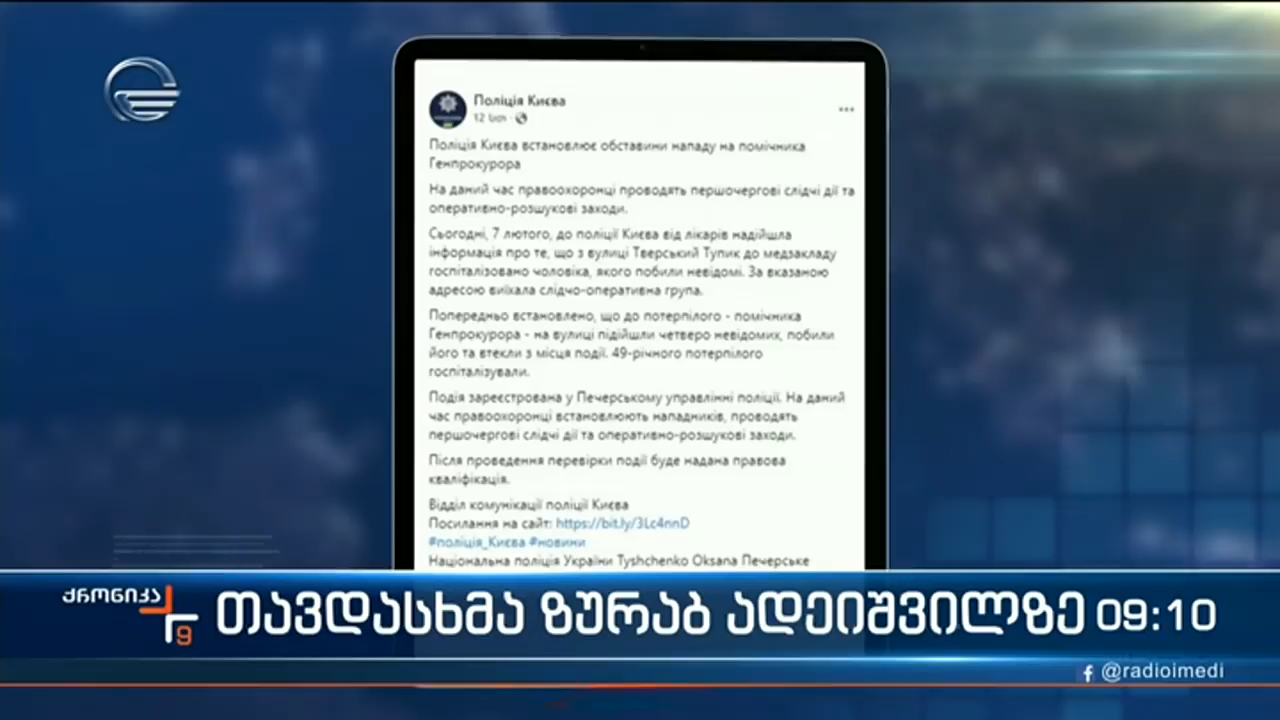 Поліція Києва
12 სთ ·
Поліція Києва встановлює обставини нападу на помічника
Генпрокурора
На даний час правоохоронці проводять першочергові слідчі дії та
оперативно-розшукові заходи.
Сьогодні, 7 лютого, до поліції Києва від лікарів надійшла
інформація про те, що з вулиці Тверський Тупик до медзакладу
госпіталізовано чоловіка, якого побили невідомі. За вказаною
адресою виїхала слідчо-оперативна група.
Попередньо встановлено, що до потерпілого - помічника
Генпрокурора - на вулиці підійшли четверо невідомих, побили
його та втекли з місця події. 49-річного потерпілого
госпіталізували.
Подія зареєстрована у Печерському управлінні поліції. На даний
час правоохоронці встановлюють нападників, проводять
першочергові слідчі дії та оперативно-розшукові заходи.
Після проведення перевірки події буде надана правова
кваліфікація.
Відділ комунікації поліції Києва
Посилання на сайт: https://bit.ly/3Lc4nnD
#поліція_Києва #новини
Національна поліція України Tyshchenko Oksana Печерське
ქრონიკა
9
თავდასხმა ზურაბ ადეიშვილზე 09:10
@radioimedi